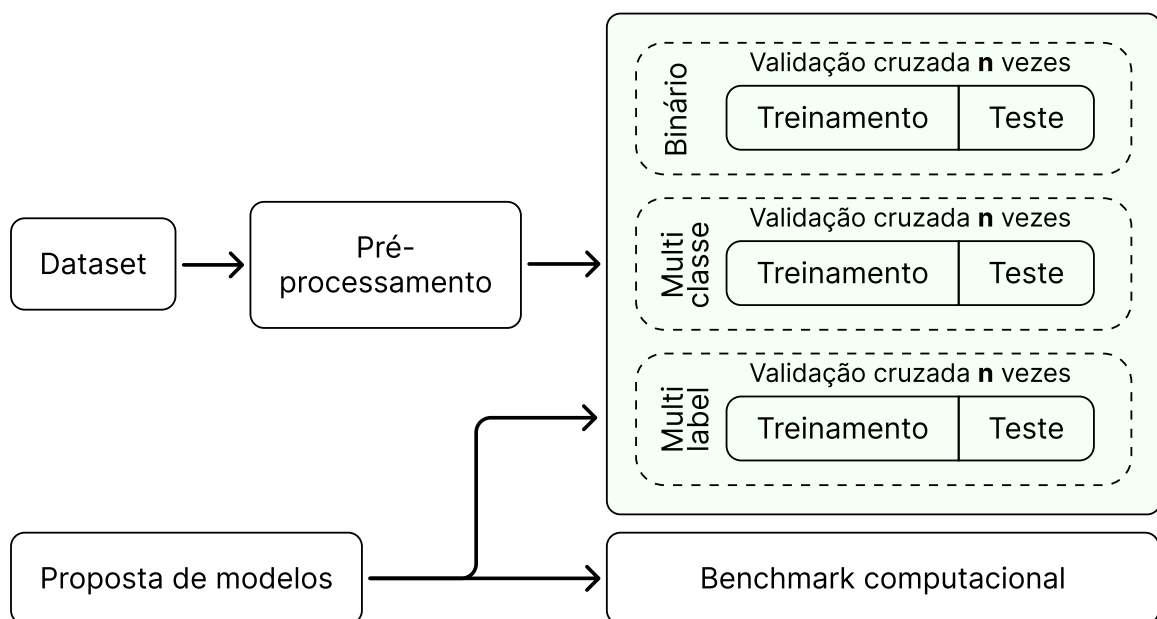 Dataset
Pré-
processamento
Binário
Validação cruzada n vezes
Treinamento
Teste
Multi
classe
Validação cruzada n vezes
Treinamento
Teste
Multi
label
Validação cruzada n vezes
Treinamento
Teste
Proposta de modelos
Benchmark computacional